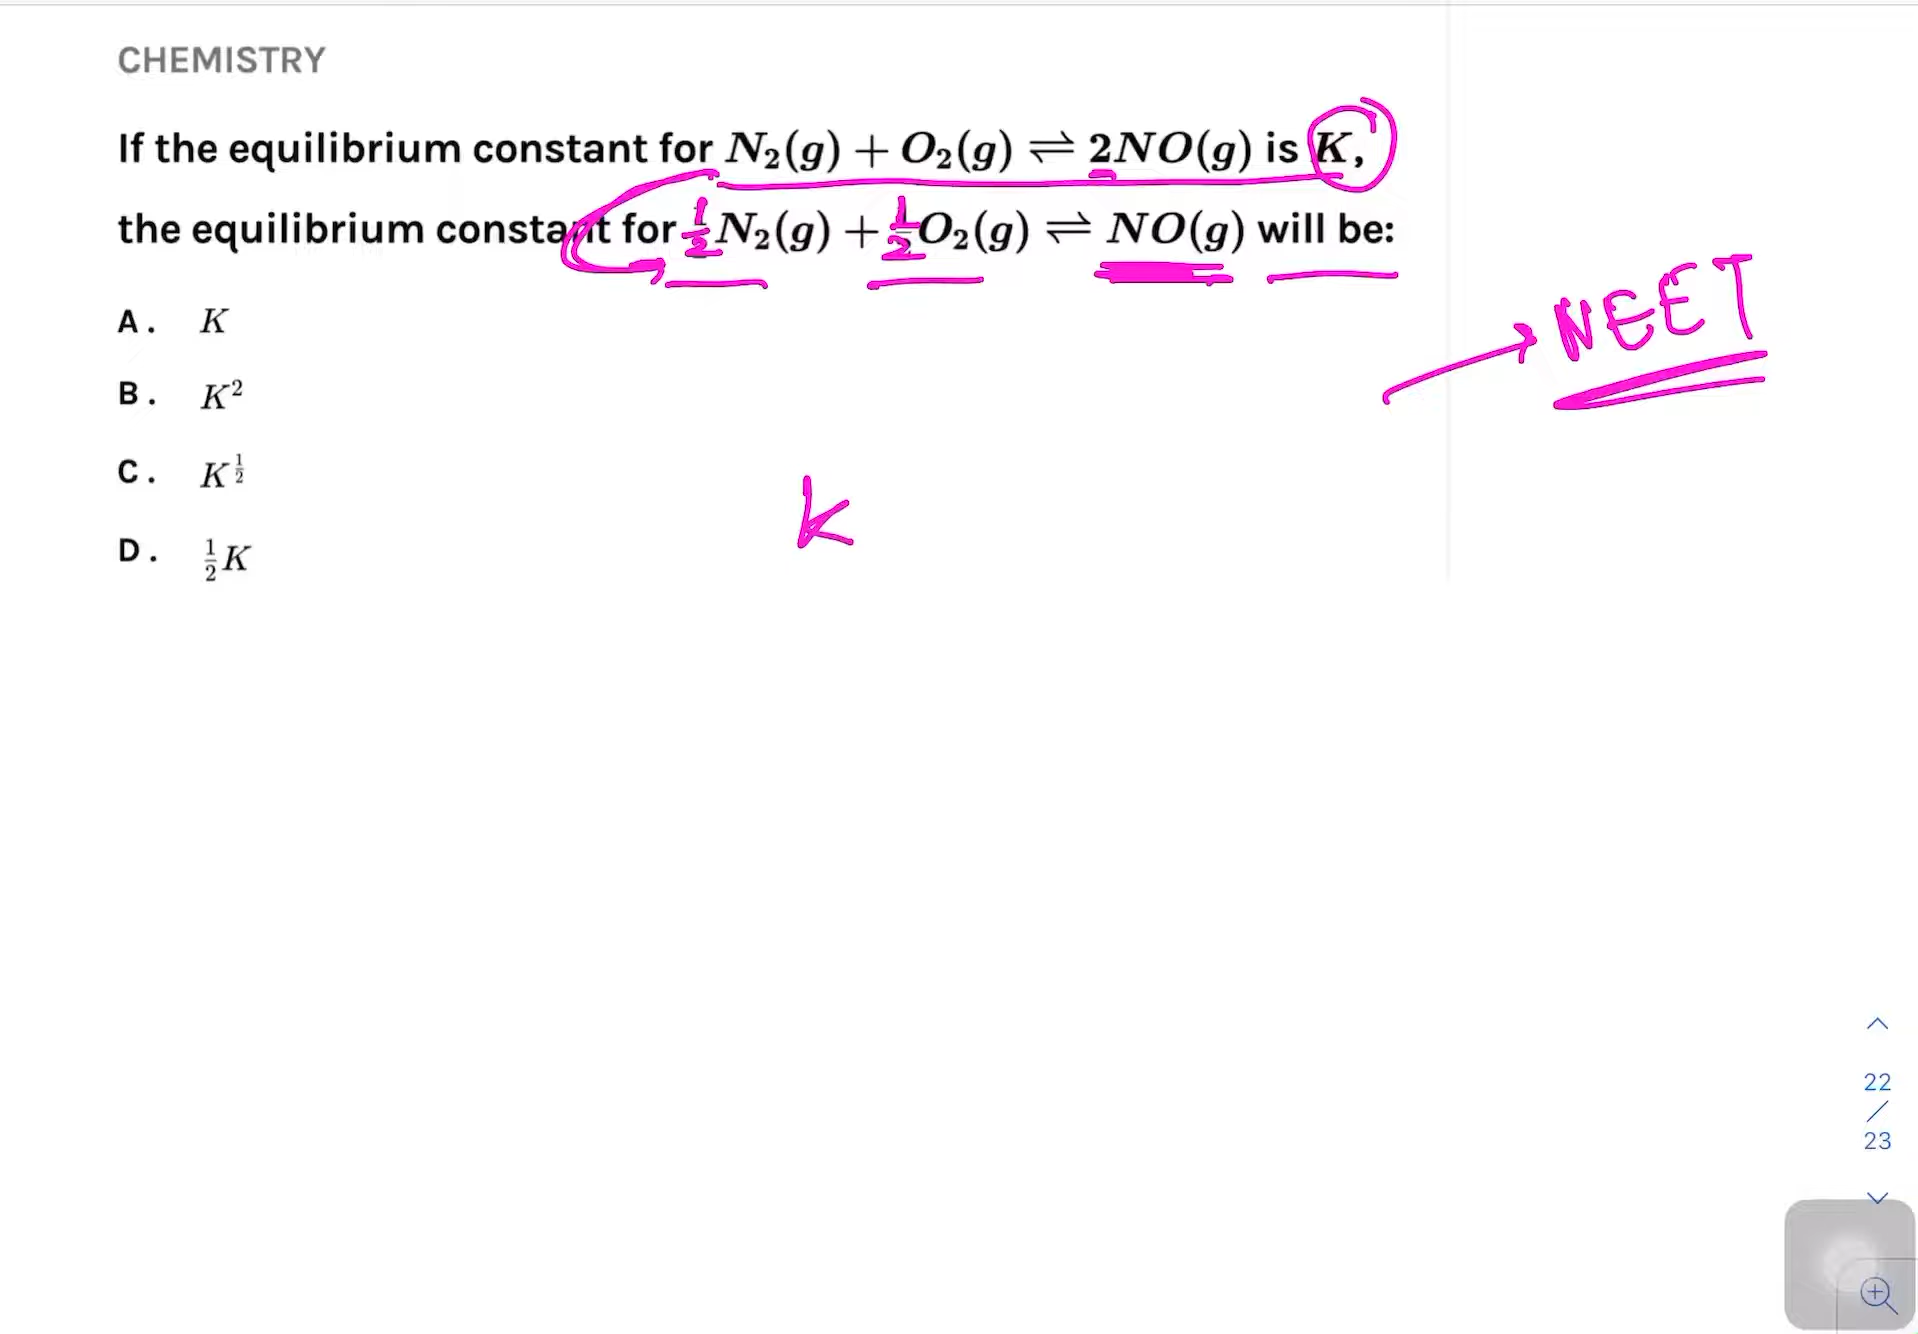 CHEMISTRY
If the equilibrium constant for N₂(g) + O₂(g) ⇌ 2NO(g) is K,
the equilibrium constant for ½N₂(g) + ½O₂(g) ⇌ NO(g) will be:
A. K
B. K²
C. K^½
D. ½K
NEET
k
22
/
23